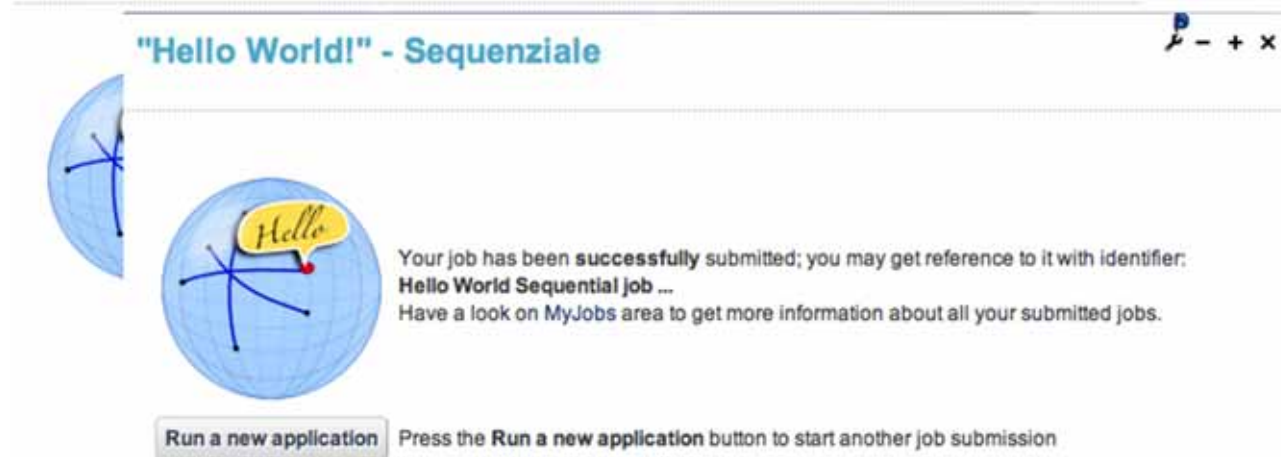 "Hello World!" - Sequenziale
Hello
Your job has been successfully submitted; you may get reference to it with identifier:
Hello World Sequential job ...
Have a look on MyJobs area to get more information about all your submitted jobs.
Run a new application Press the Run a new application button to start another job submission